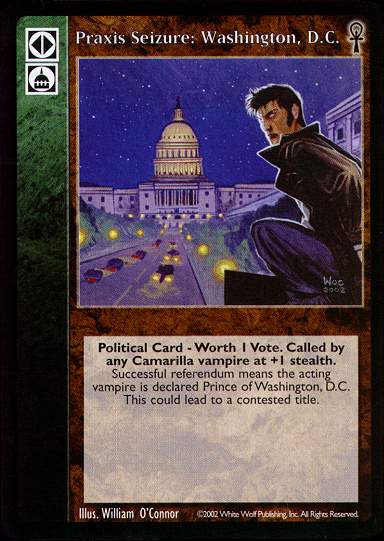 Praxis Seizure: Washington, D.C.
Woc
2002
Political Card - Worth 1 Vote. Called by
any Camarilla vampire at +1 stealth.
Successful referendum means the acting
vampire is declared Prince of Washington, D.C.
This could lead to a contested title.
Illus. William O'Connor
©2002 White Wolf Publishing, Inc. All Rights Reserved.